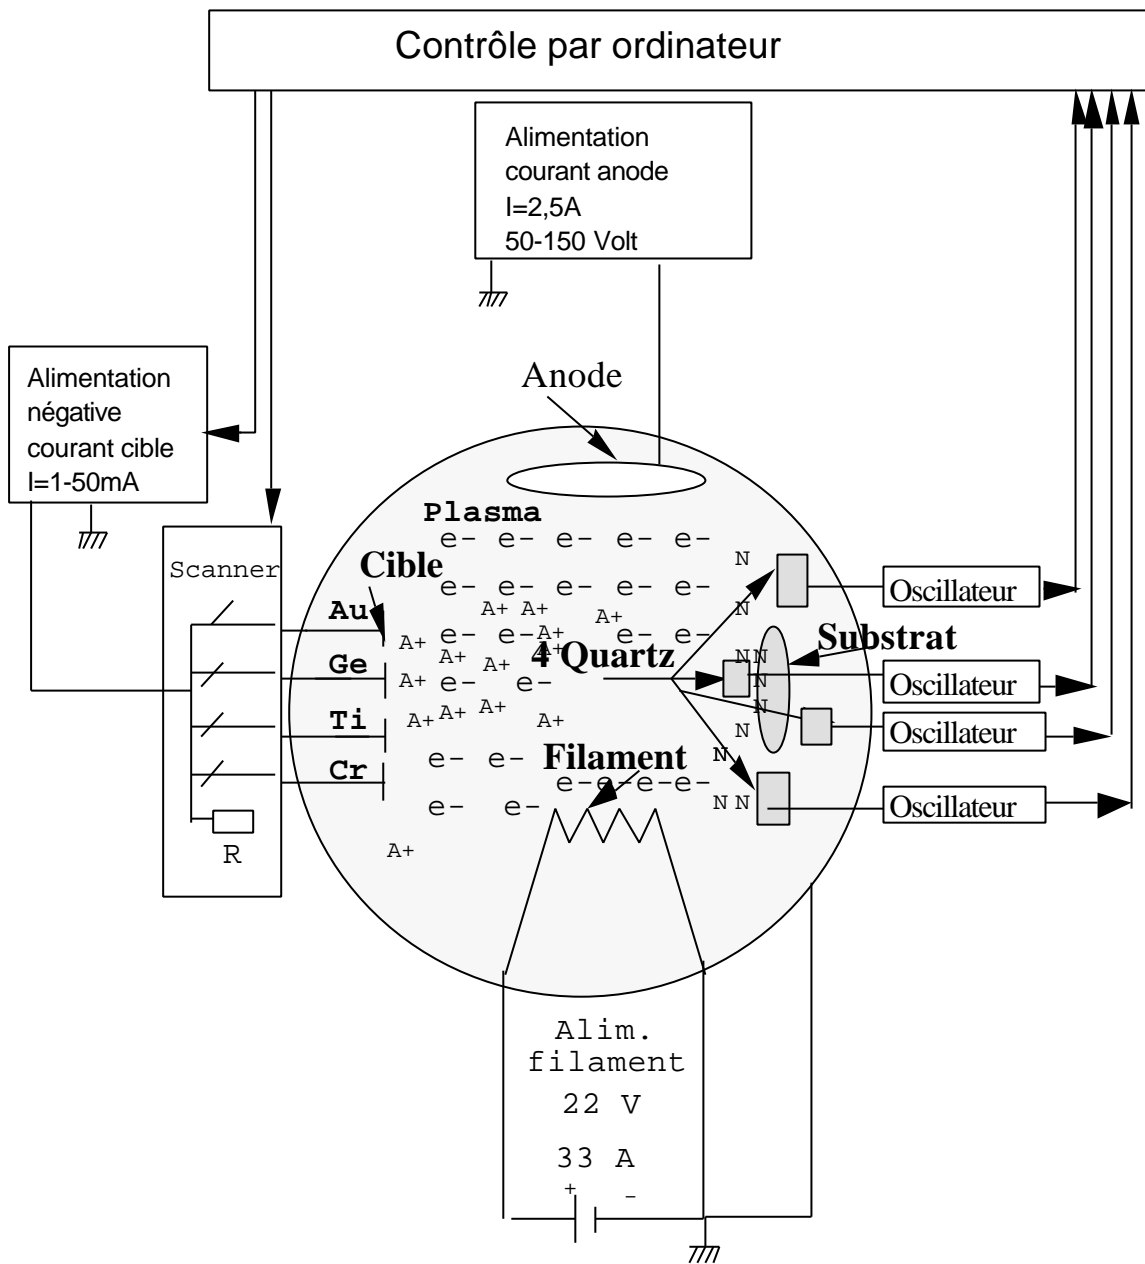 Contrôle par ordinateur
Alimentation
courant anode
I=2,5A
50-150 Volt
Alimentation
négative
courant cible
I=1-50mA
Anode
Plasma
e- e- e- e- e-
Scanner
Cible
N
e- e- e- e- e-
Oscillateur
Au
A+ A+ A+
N
A+
e- e- A+ e- e-
Substrat
Ge
A+ A+ A+
4 Quartz
N N
A+ e- e-
N
Oscillateur
Ti
A+ A+ A+ A+
N
N
Oscillateur
Cr
e- e-
Filament
N
e- e- e- e-
e- e-
N N
Oscillateur
R
A+
Alim.
filament
22 V
33 A
+ -